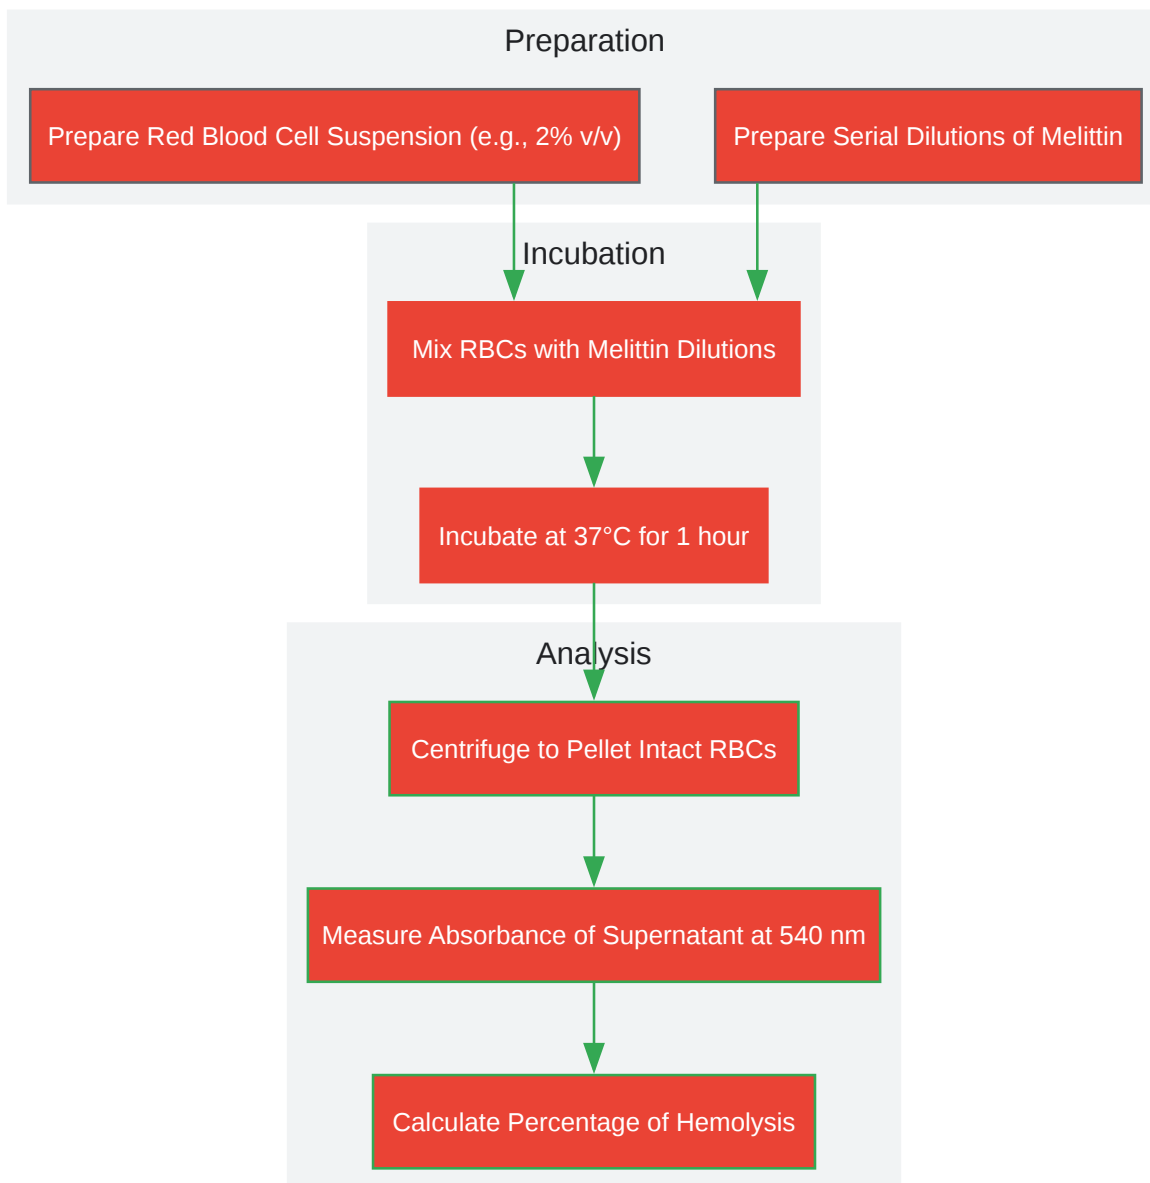 Preparation
Prepare Red Blood Cell Suspension (e.g., 2% v/v)
Prepare Serial Dilutions of Melittin
Incubation
Mix RBCs with Melittin Dilutions
Incubate at 37°C for 1 hour
Analysis
Centrifuge to Pellet Intact RBCs
Measure Absorbance of Supernatant at 540 nm
Calculate Percentage of Hemolysis